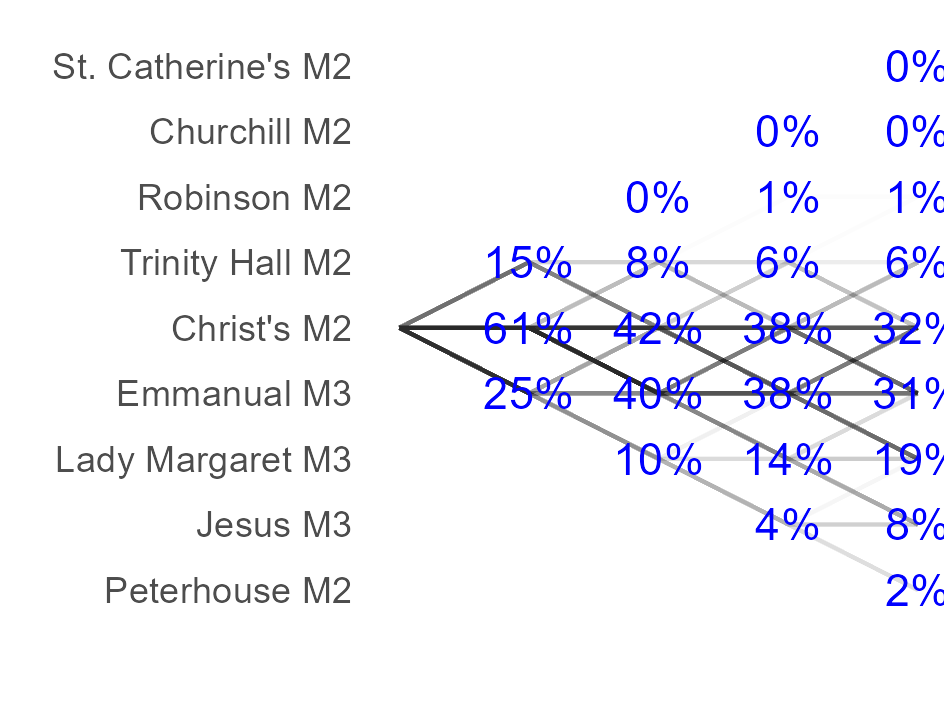 St. Catherine's M2 0%
Churchill M2 0% 0%
Robinson M2 0% 1% 1%
Trinity Hall M2 15% 8% 6% 6%
Christ's M2 61% 42% 38% 32%
Emmanual M3 25% 40% 38% 31%
Lady Margaret M3 10% 14% 19%
Jesus M3 4% 8%
Peterhouse M2 2%